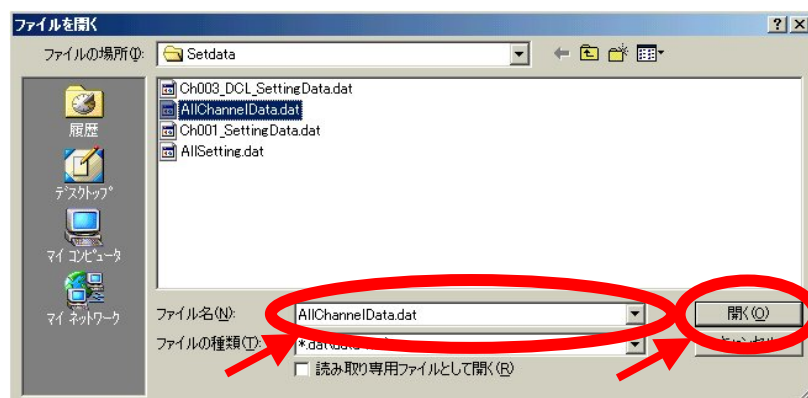 ファイルを開く
ファイルの場所(I):
Setdata
Ch003_DCL_SettingData.dat
AllChannelData.dat
Ch001_SettingData.dat
AllSetting.dat
履歴
デスクトップ
マイ コンピュータ
マイ ネットワーク
ファイル名(N):
AllChannelData.dat
開く(O)
ファイルの種類(T):
読み取り専用ファイルとして開く(R)